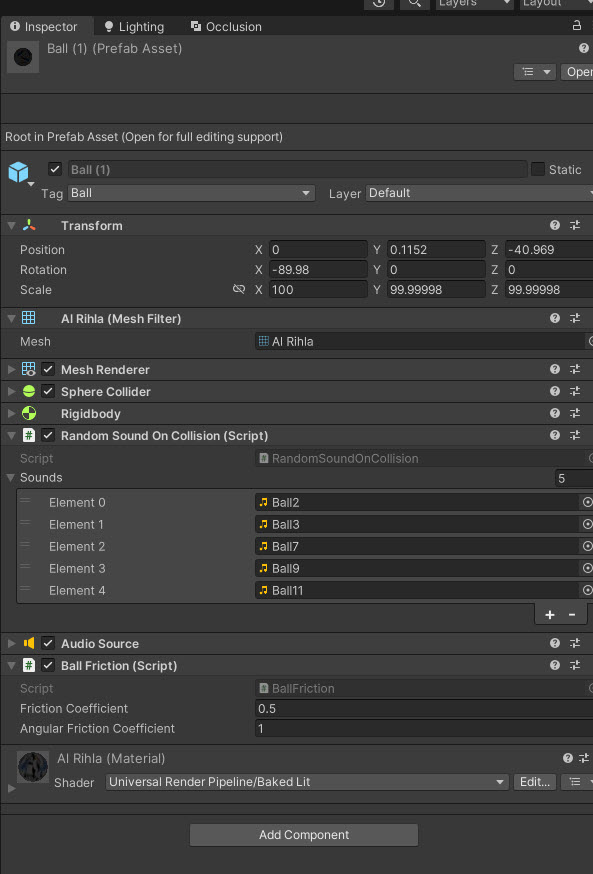 Layers Layout
Inspector Lighting Occlusion
Ball (1) (Prefab Asset)
Open
Root in Prefab Asset (Open for full editing support)
Ball (1) Static
Tag Ball Layer Default
Transform
Position X 0 Y 0.1152 Z -40.969
Rotation X -89.98 Y 0 Z 0
Scale X 100 Y 99.99998 Z 99.99998
Al Rihla (Mesh Filter)
Mesh Al Rihla
Mesh Renderer
Sphere Collider
Rigidbody
# Random Sound On Collision (Script)
Script # RandomSoundOnCollision
Sounds 5
Element 0 Ball2
Element 1 Ball3
Element 2 Ball7
Element 3 Ball9
Element 4 Ball11
+ -
Audio Source
# Ball Friction (Script)
Script # BallFriction
Friction Coefficient 0.5
Angular Friction Coefficient 1
Al Rihla (Material)
Shader Universal Render Pipeline/Baked Lit Edit...
Add Component